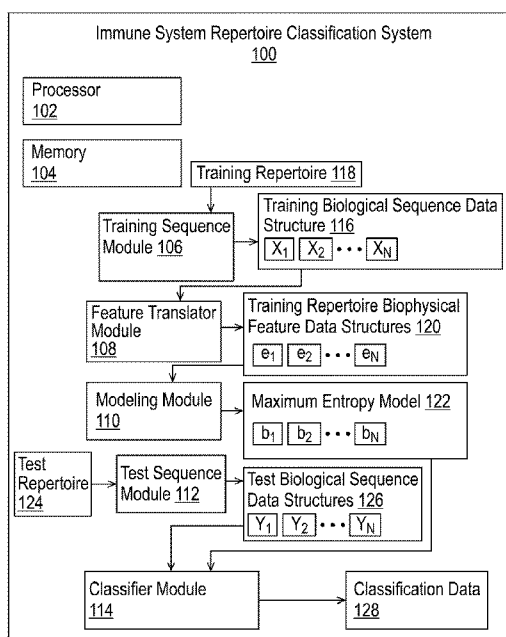 Immune System Repertoire Classification System
100
Processor
102
Memory
104
Training Repertoire 118
Training Sequence
Module 106
Training Biological Sequence Data
Structure 116
X1 X2 ••• XN
Feature Translator
Module
108
Training Repertoire Biophysical
Feature Data Structures 120
e1 e2 ••• eN
Modeling Module
110
Maximum Entropy Model 122
b1 b2 ••• bN
Test
Repertoire
124
Test Sequence
Module 112
Test Biological Sequence
Data Structures 126
Y1 Y2 ••• YN
Classifier Module
114
Classification Data
128